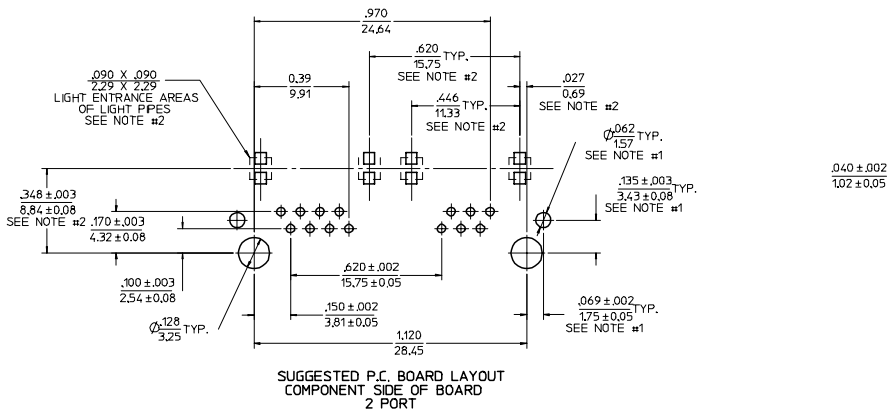 .970
24.64
.620 TYP.
15.75
SEE NOTE #2
.090 X .090
2.29 X 2.29
LIGHT ENTRANCE AREAS
OF LIGHT PIPES
SEE NOTE #2
0.39
9.91
.027
0.69
SEE NOTE #2
.446 TYP.
11.33
SEE NOTE #2
Ø.062 TYP.
1.57
SEE NOTE #1
.040 ±.002
1.02 ±0.05
.348 ±.003
8.84 ±0.08
SEE NOTE #2
.135 ±.003 TYP.
3.43 ±0.08
SEE NOTE #1
.170 ±.003
4.32 ±0.08
.620 ±.002
15.75 ±0.05
.100 ±.003
2.54 ±0.08
.150 ±.002
3.81 ±0.05
.069 ±.002 TYP.
1.75 ±0.05
SEE NOTE #1
Ø.128 TYP.
3.25
1.120
28.45
SUGGESTED P.C. BOARD LAYOUT
COMPONENT SIDE OF BOARD
2 PORT